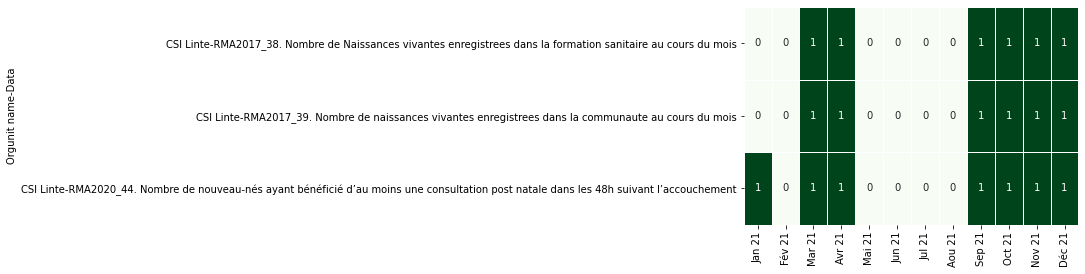 Orgunit name-Data
CSI Linte-RMA2017_38. Nombre de Naissances vivantes enregistrees dans la formation sanitaire au cours du mois
0 0 1 1 0 0 0 0 1 1 1 1
CSI Linte-RMA2017_39. Nombre de naissances vivantes enregistrees dans la communaute au cours du mois
0 0 1 1 0 0 0 0 1 1 1 1
CSI Linte-RMA2020_44. Nombre de nouveau-nés ayant bénéficié d’au moins une consultation post natale dans les 48h suivant l’accouchement
1 0 1 1 0 0 0 0 1 1 1 1
Jan 21
Fév 21
Mar 21
Avr 21
Mai 21
Jun 21
Jul 21
Aou 21
Sep 21
Oct 21
Nov 21
Déc 21